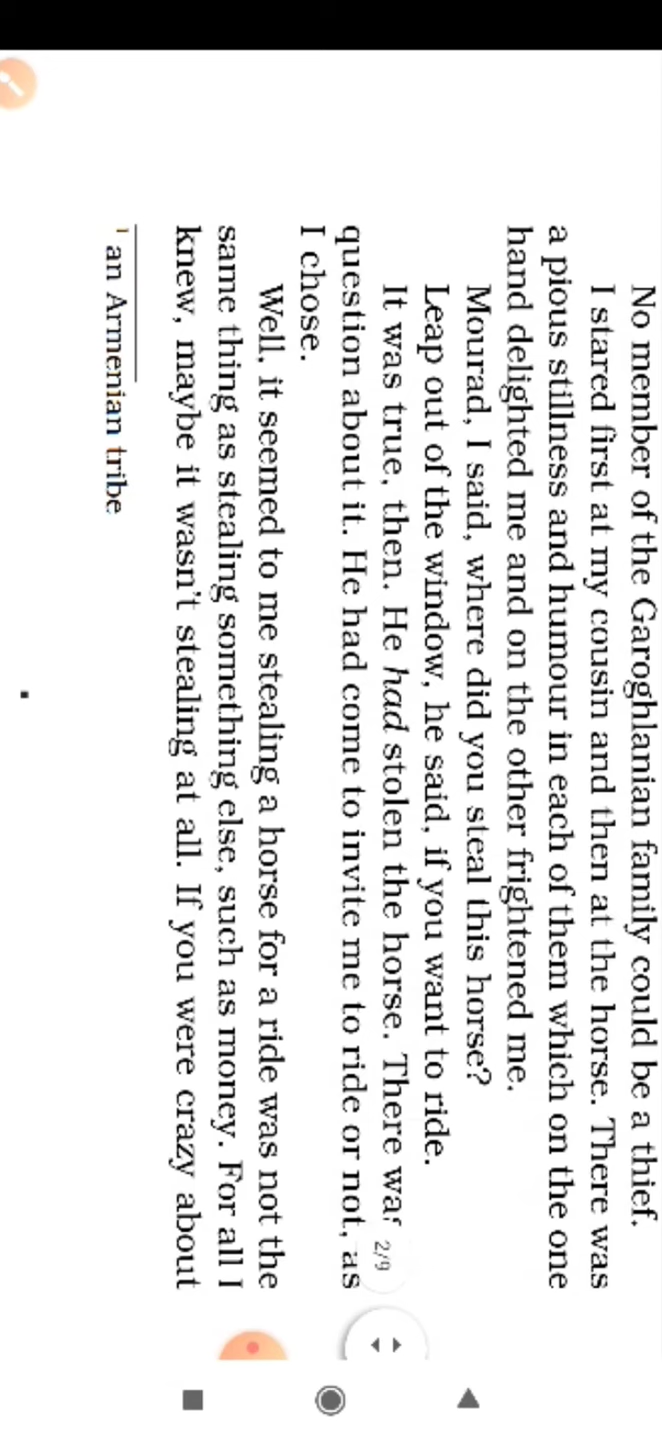 No member of the Garoghlanian family could be a thief.
I stared first at my cousin and then at the horse. There was
a pious stillness and humour in each of them which on the one
hand delighted me and on the other frightened me.
Mourad, I said, where did you steal this horse?
Leap out of the window, he said, if you want to ride.
It was true, then. He had stolen the horse. There
question about it. He had come to invite me to ride or not, as
I chose.
Well, it seemed to me stealing a horse for a ride was not the
same thing as stealing something else, such as money. For all I
knew, maybe it wasn't stealing at all. If you were crazy about
¹ an Armenian tribe
2/9